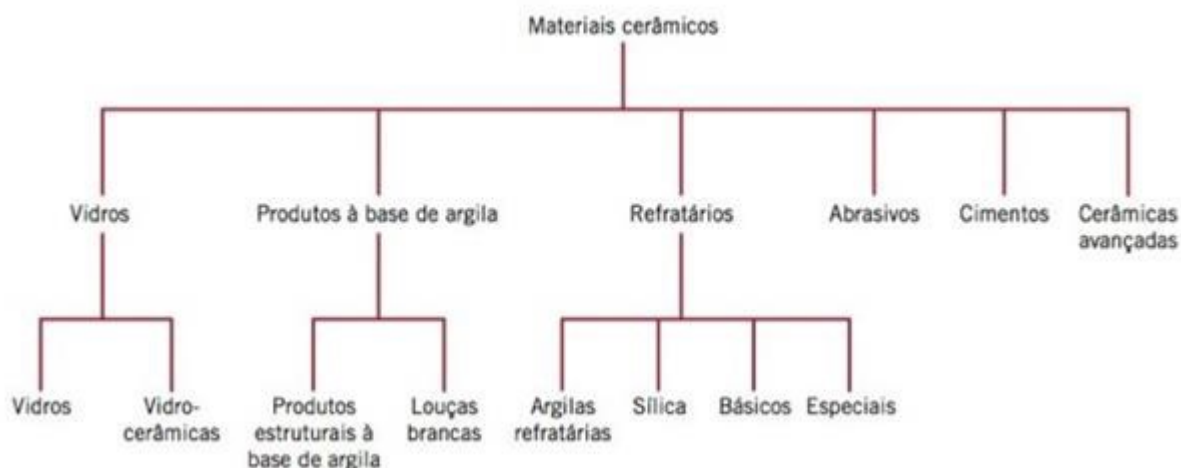 Materiais cerâmicos
Vidros
Produtos à base de argila
Refratários
Abrasivos
Cimentos
Cerâmicas
avançadas
Vidros
Vidro-
cerâmicas
Produtos
estruturais à
base de argila
Louças
brancas
Argilas
refratárias
Sílica
Básicos
Especiais